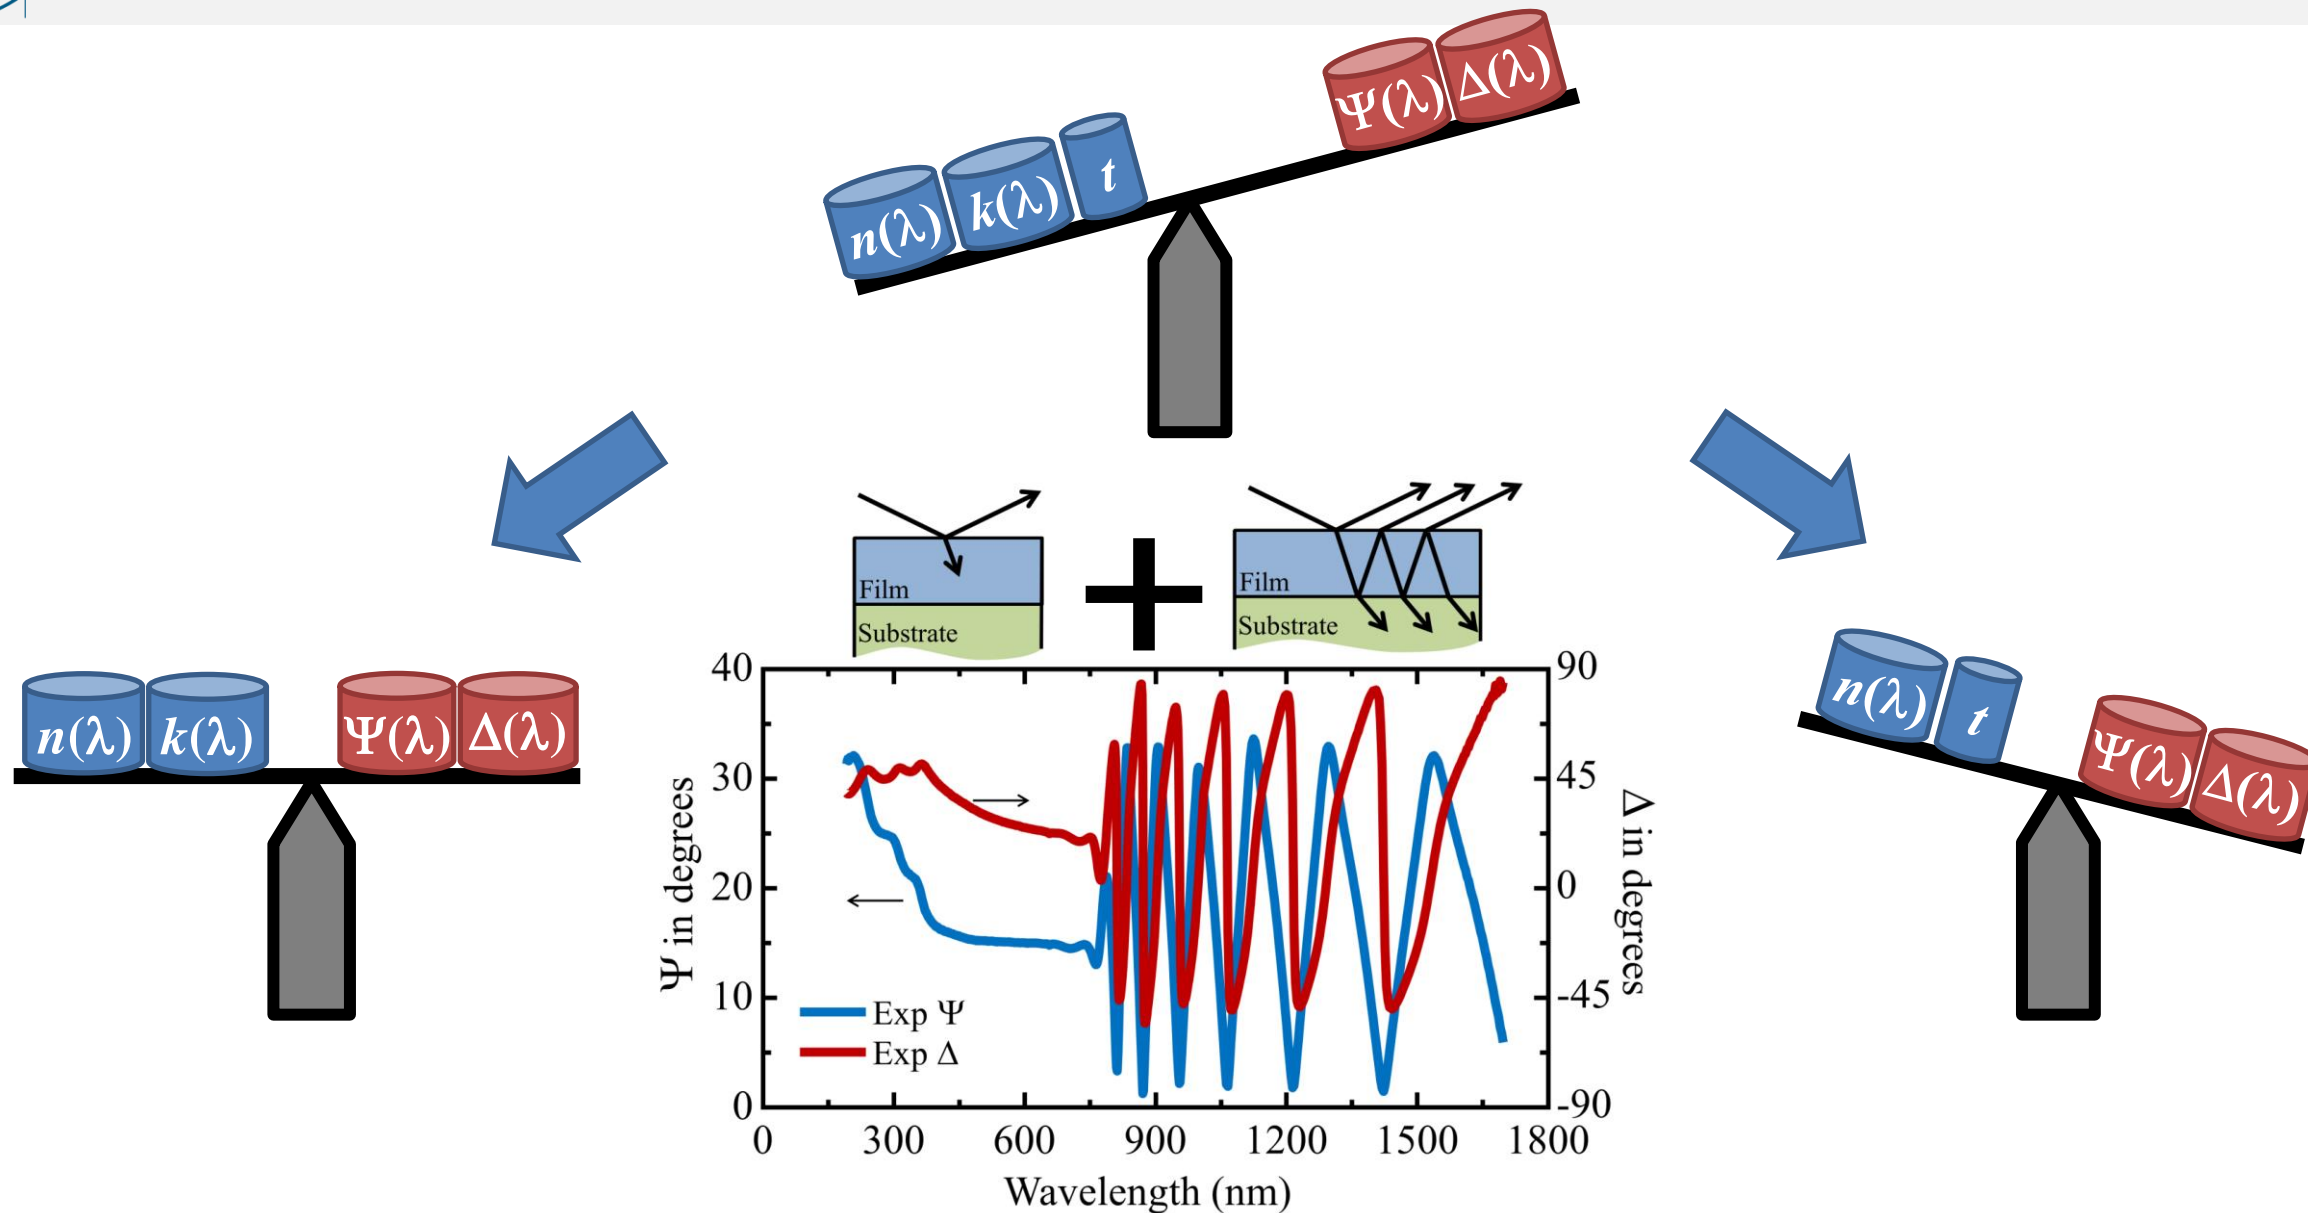 n(λ) k(λ) t Ψ(λ) Δ(λ)
n(λ) k(λ) Ψ(λ) Δ(λ)
n(λ) t Ψ(λ) Δ(λ)
Film
Substrate
Film
Substrate
40
30
20
10
0
Ψ in degrees
90
45
0
-45
-90
Δ in degrees
Exp Ψ
Exp Δ
0 300 600 900 1200 1500 1800
Wavelength (nm)